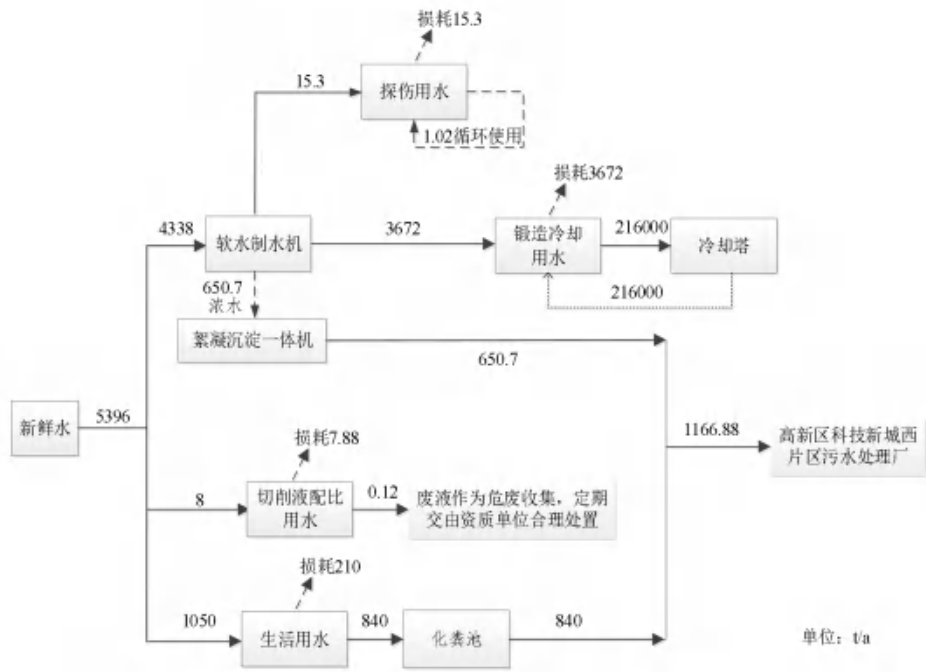 损耗15.3
15.3
探伤用水
1.02循环使用
损耗3672
4338
软水制水机
3672
锻造冷却
用水
216000
冷却塔
216000
650.7
浓水
絮凝沉淀一体机
650.7
新鲜水
5396
1166.88
高新区科技新城西
片区污水处理厂
损耗7.88
8
切削液配比
用水
0.12
废液作为危废收集，定期
交由资质单位合理处置
损耗210
1050
生活用水
840
化粪池
840
单位：t/a